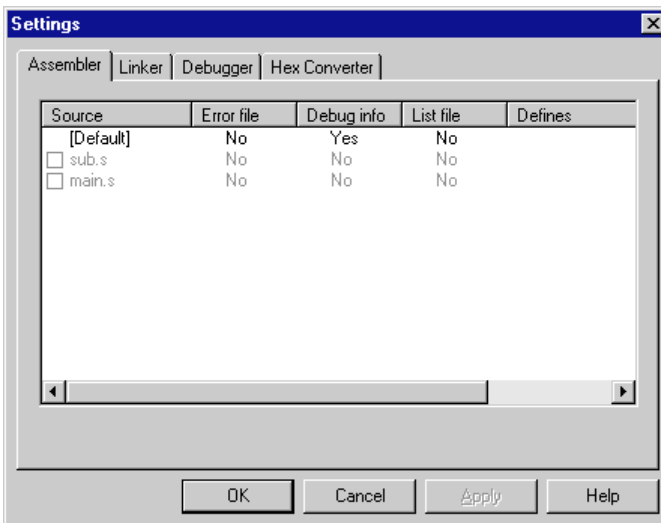 Settings
Assembler Linker Debugger Hex Converter
Source Error file Debug info List file Defines
[Default] No Yes No
sub.s No No No
main.s No No No
OK Cancel Apply Help